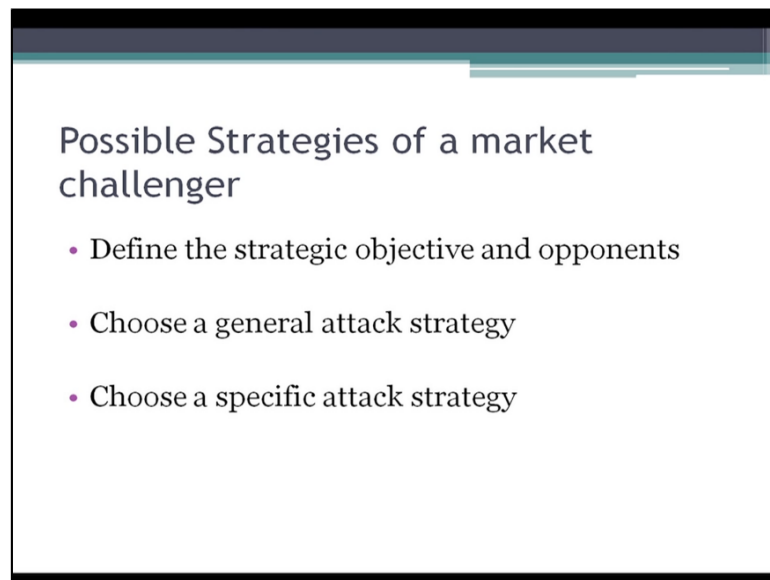 Possible Strategies of a market
challenger
• Define the strategic objective and opponents
• Choose a general attack strategy
• Choose a specific attack strategy